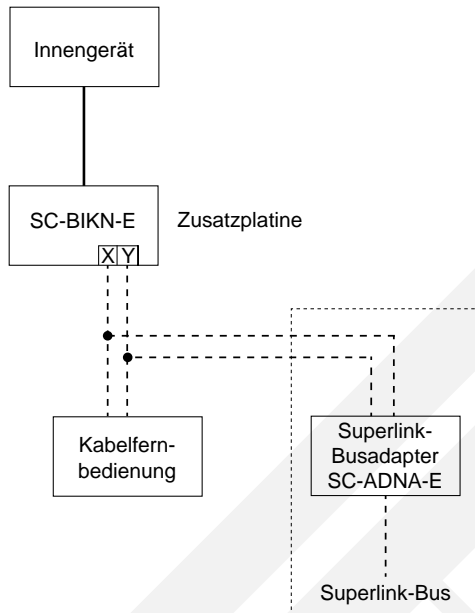 Innengerät
SC-BIKN-E
Zusatzplatine
X Y
Kabelfern-
bedienung
Superlink-
Busadapter
SC-ADNA-E
Superlink-Bus